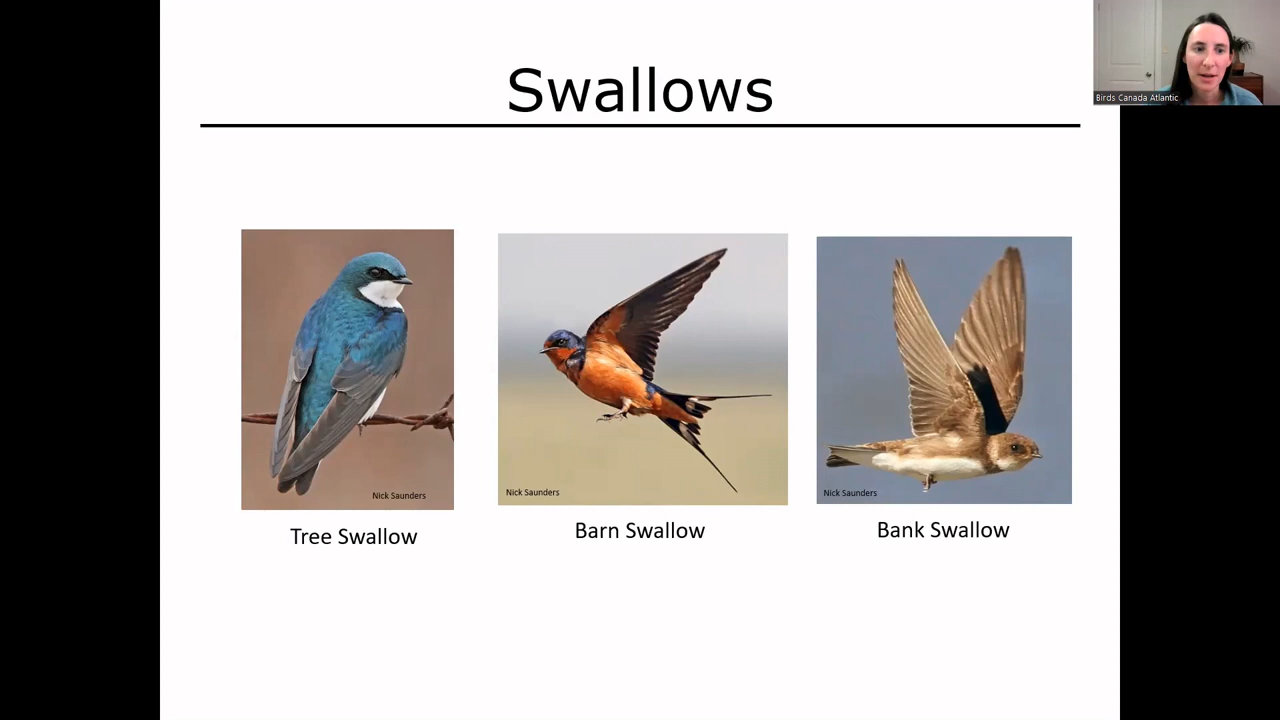 Swallows
Birds Canada Atlantic
Nick Saunders
Nick Saunders
Nick Saunders
Tree Swallow
Barn Swallow
Bank Swallow